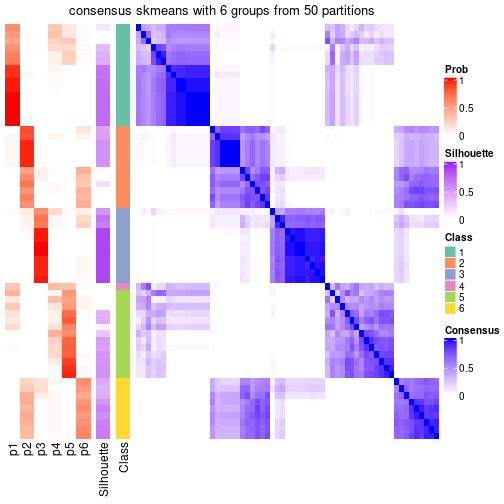 consensus skmeans with 6 groups from 50 partitions
Prob
1
0.5
0
Silhouette
1
0.5
0
Class
1
2
3
4
5
6
Consensus
1
0.5
0
p1
p2
p3
p4
p5
p6
Silhouette
Class